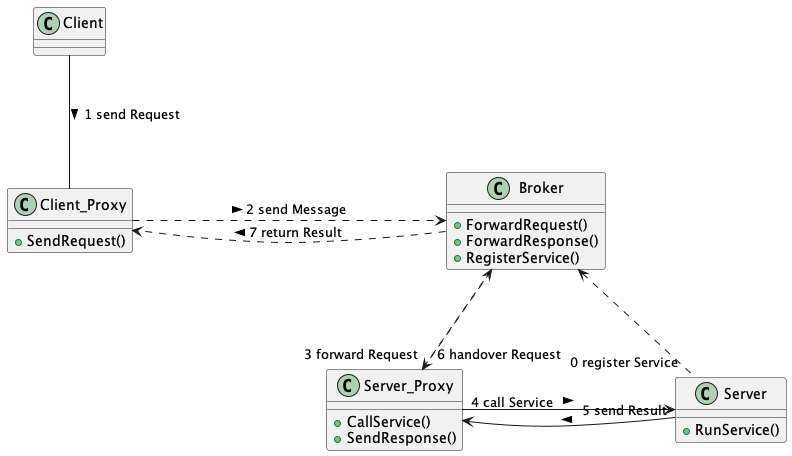 C Client
1 send Request
C Client_Proxy
SendRequest()
2 send Message
7 return Result
C Broker
ForwardRequest()
ForwardResponse()
RegisterService()
3 forward Request
6 handover Request
0 register Service
C Server_Proxy
CallService()
SendResponse()
4 call Service
5 send Result
C Server
RunService()